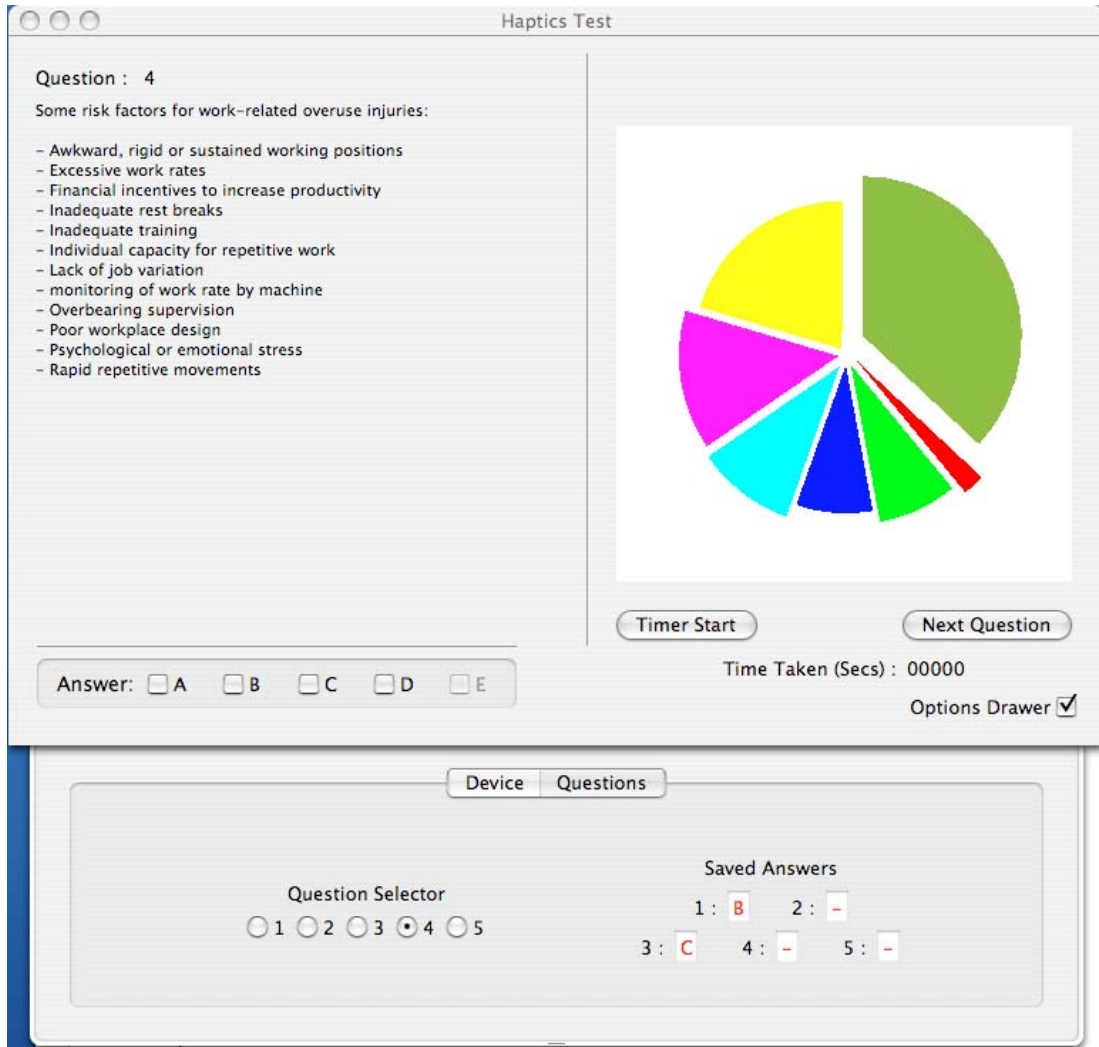 Haptics Test
Question : 4
Some risk factors for work-related overuse injuries:
- Awkward, rigid or sustained working positions
- Excessive work rates
- Financial incentives to increase productivity
- Inadequate rest breaks
- Inadequate training
- Individual capacity for repetitive work
- Lack of job variation
- monitoring of work rate by machine
- Overbearing supervision
- Poor workplace design
- Psychological or emotional stress
- Rapid repetitive movements
Timer Start Next Question
Time Taken (Secs) : 00000
Options Drawer
Answer: A B C D E
Device Questions
Question Selector
1 2 3 4 5
Saved Answers
1 : B 2 : -
3 : C 4 : - 5 : -